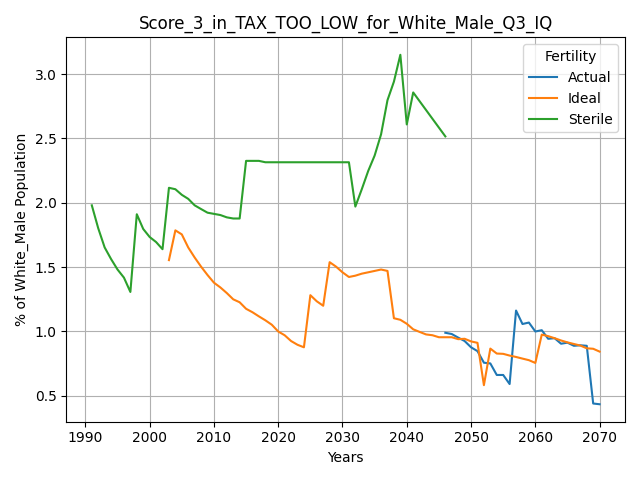 Score_3_in_TAX_TOO_LOW_for_White_Male_Q3_IQ
% of White_Male Population
3.0
2.5
2.0
1.5
1.0
0.5
Fertility
Actual
Ideal
Sterile
1990 2000 2010 2020 2030 2040 2050 2060 2070
Years